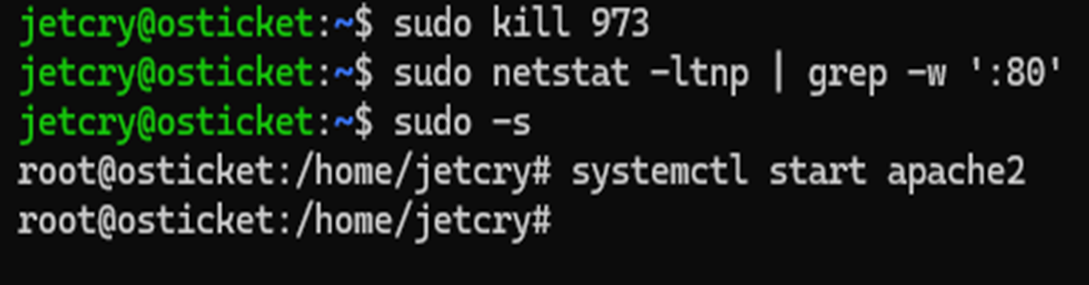 jetcry@osticket:~$ sudo kill 973
jetcry@osticket:~$ sudo netstat -ltnp | grep -w ':80'
jetcry@osticket:~$ sudo -s
root@osticket:/home/jetcry# systemctl start apache2
root@osticket:/home/jetcry#